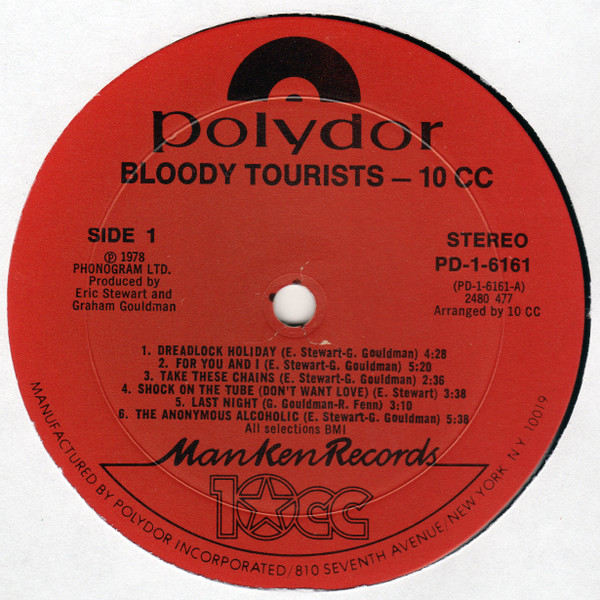 polydor
BLOODY TOURISTS – 10 CC
SIDE 1
℗ 1978
PHONOGRAM LTD.
Produced by
Eric Stewart and
Graham Gouldman
STEREO
PD-1-6161
(PD-1-6161-A)
2480 477
Arranged by 10 CC
1. DREADLOCK HOLIDAY (E. Stewart-G. Gouldman) 4:28
2. FOR YOU AND I (E. Stewart-G. Gouldman) 5:20
3. TAKE THESE CHAINS (E. Stewart-G. Gouldman) 2:36
4. SHOCK ON THE TUBE (DON'T WANT LOVE) (E. Stewart) 3:38
5. LAST NIGHT (G. Gouldman-R. Fenn) 3:10
6. THE ANONYMOUS ALCOHOLIC (E. Stewart-G. Gouldman) 5:38
All selections BMI
ManKen Records
10CC
MANUFACTURED BY POLYDOR INCORPORATED/810 SEVENTH AVENUE/NEW YORK NY 10019